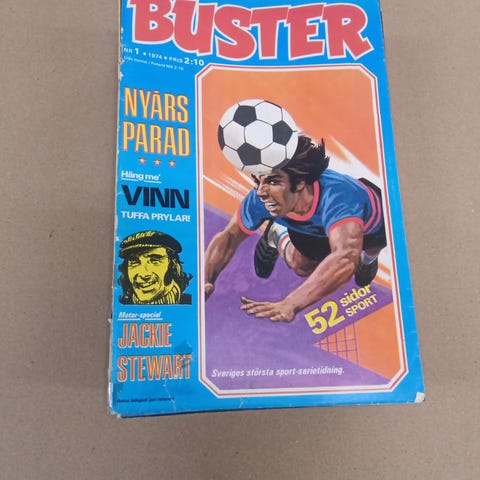 BUSTER
NR 1 • 1974 • PRIS 2:10
NYÅRS
PARAD
Häng me'
VINN
TUFFA PRYLAR!
Motor-special
JACKIE
STEWART
52 sidor
SPORT
Sveriges största sport-serietidning.